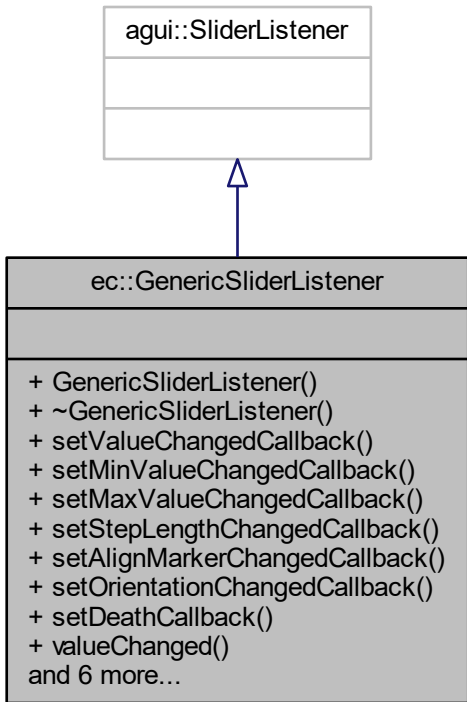 agui::SliderListener
ec::GenericSliderListener
+ GenericSliderListener()
+ ~GenericSliderListener()
+ setValueChangedCallback()
+ setMinValueChangedCallback()
+ setMaxValueChangedCallback()
+ setStepLengthChangedCallback()
+ setAlignMarkerChangedCallback()
+ setOrientationChangedCallback()
+ setDeathCallback()
+ valueChanged()
and 6 more...